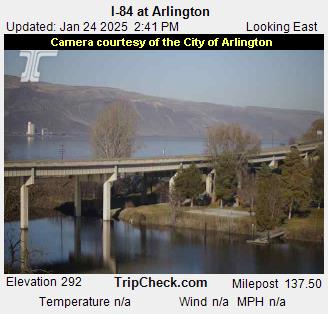 I-84 at Arlington
Updated: Jan 24 2025 2:41 PM Looking East
Camera courtesy of the City of Arlington
Elevation 292 TripCheck.com Milepost 137.50
Temperature n/a Wind n/a MPH n/a